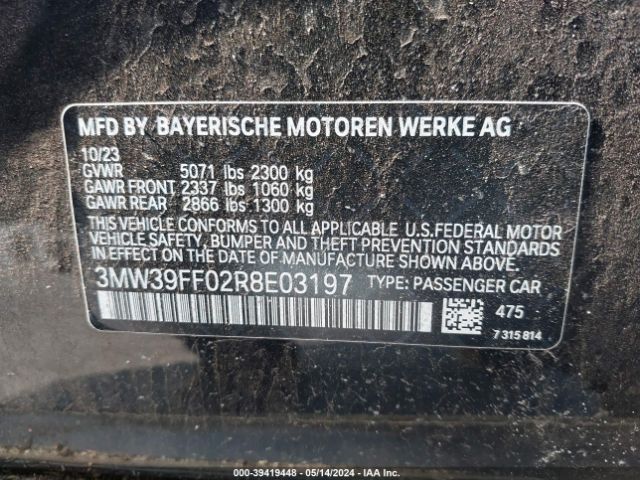 MFD BY BAYERISCHE MOTOREN WERKE AG
10/23
GVWR 5071 lbs 2300 kg
GAWR FRONT 2337 lbs 1060 kg
GAWR REAR 2866 lbs 1300 kg
THIS VEHICLE CONFORMS TO ALL APPLICABLE U.S.FEDERAL MOTOR
VEHICLE SAFETY, BUMPER AND THEFT PREVENTION STANDARDS IN EFFECT ON THE
DATE OF MANUFACTURE SHOWN ABOVE.
3MW39FF02R8E03197 TYPE: PASSENGER CAR
475
7 315 814
000-39419448 - 05/14/2024 - IAA Inc.